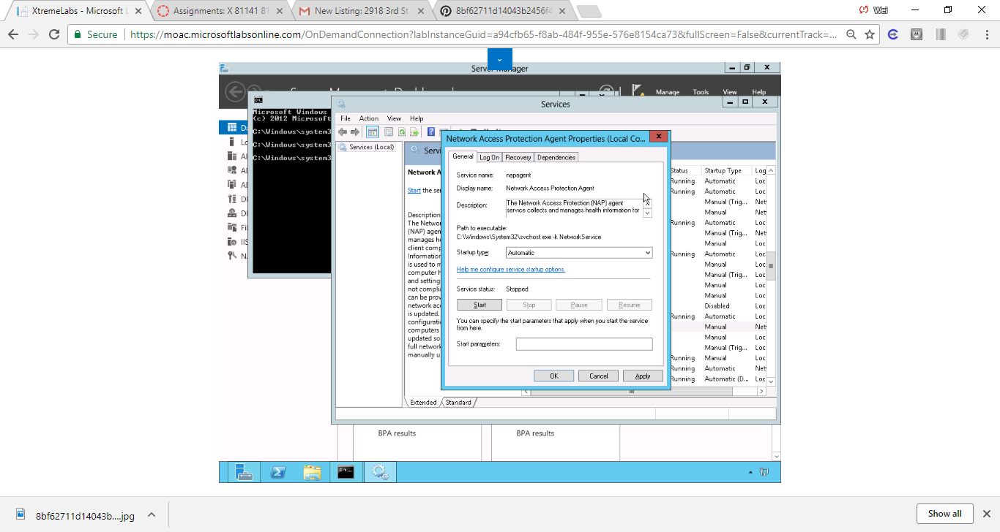 XtremeLabs - Microsoft L
Assignments: X 81141 81
New Listing: 2918 3rd St
8bf62711d14043b2456f4
Wei
Secure
https://moac.microsoftlabsonline.com/OnDemandConnection?labInstanceGuid=a94cfb65-f8ab-484f-955e-576e8154ca73&fullScreen=False&currentTrack=...
Manage Tools View Help
Microsoft Windows
(c) 2012 Microsoft
C:\Windows\system3
C:\Windows\system3
C:\Windows\system3
Services
File Action View Help
Services (Local)
Network A
Start the ser
Description
The Networ
(NAP) agen
manages he
client comp
Information
is used to m
computer h
and setting
not complia
can be prov
network acc
is updated.
configuratio
computers
updated so
full network
manually u
Network Access Protection Agent Properties (Local Co...
General Log On Recovery Dependencies
Service name: napagent
Display name: Network Access Protection Agent
Description: The Network Access Protection (NAP) agent
service collects and manages health information for
Path to executable:
C:\Windows\System32\svchost.exe -k NetworkService
Startup type: Automatic
Help me configure service startup options.
Service status: Stopped
Start Stop Pause Resume
You can specify the start parameters that apply when you start the service
from here.
Start parameters:
OK Cancel Apply
Status Startup Type Log
Running Automatic Loc
Running Automatic Loc
Manual (Trig... Net
Manual Net
Running Automatic Loc
Manual (Trig... Net
Manual Loc
Running Automatic Loc
Manual Loc
Manual (Trig... Loc
Manual Loc
Manual Loc
Disabled Loc
Running Automatic Loc
Manual Net
Manual Loc
Manual (Trig... Loc
Running Manual Loc
Running Automatic Net
Running Automatic (D... Loc
Extended Standard
BPA results
BPA results
8bf62711d14043b....jpg
Show all